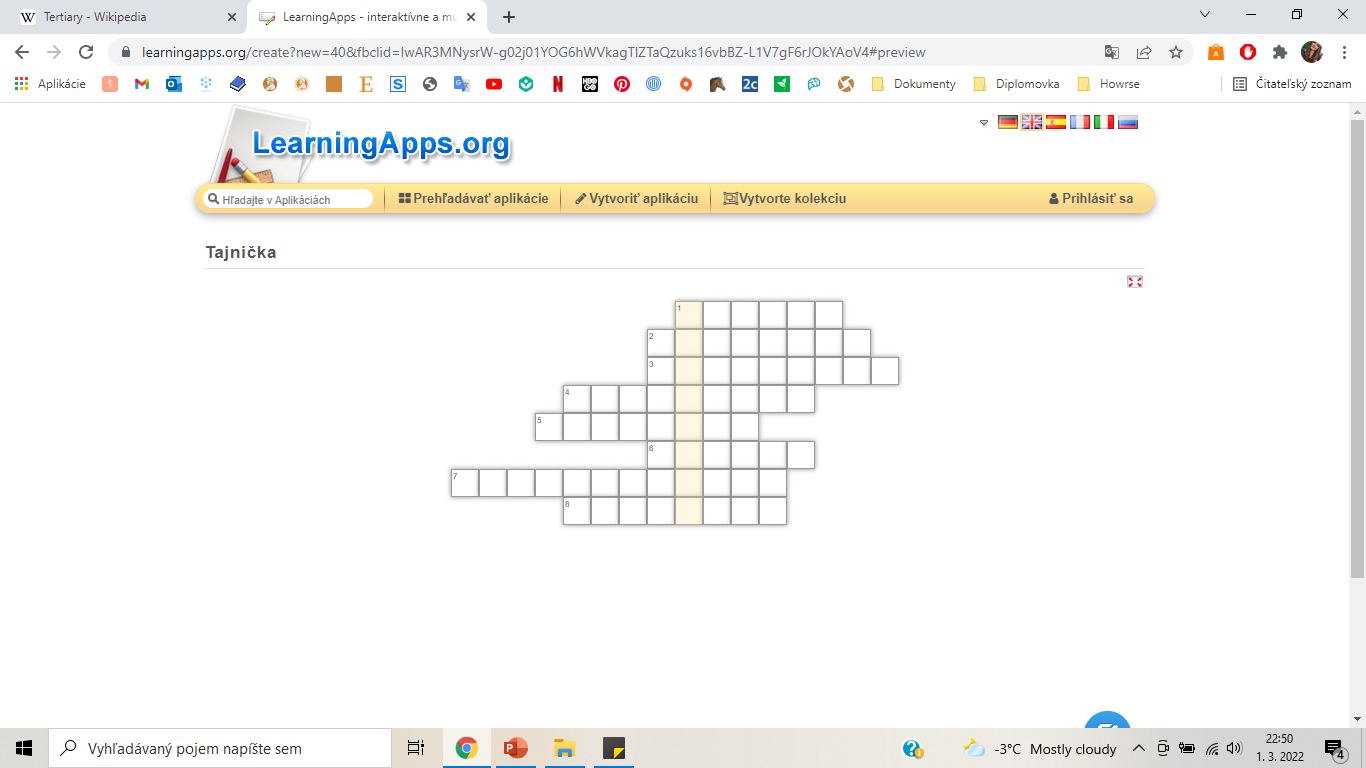 Tertiary - Wikipedia
LearningApps - interaktívne a mu
learningapps.org/create?new=40&fbclid=IwAR3MNysrW-g02j01YOG6hWVkagTIZTaQzuks16vbBZ-L1V7gF6rJOkYAoV4#preview
Aplikácie
Dokumenty
Diplomovka
Howrse
Čitateľský zoznam
LearningApps.org
Hľadajte v Aplikáciách
Prehľadávať aplikácie
Vytvoriť aplikáciu
Vytvorte kolekciu
Prihlásiť sa
Tajnička
1
2
3
4
5
6
7
8
Vyhľadávaný pojem napíšte sem
-3°C Mostly cloudy
22:50
1. 3. 2022
4